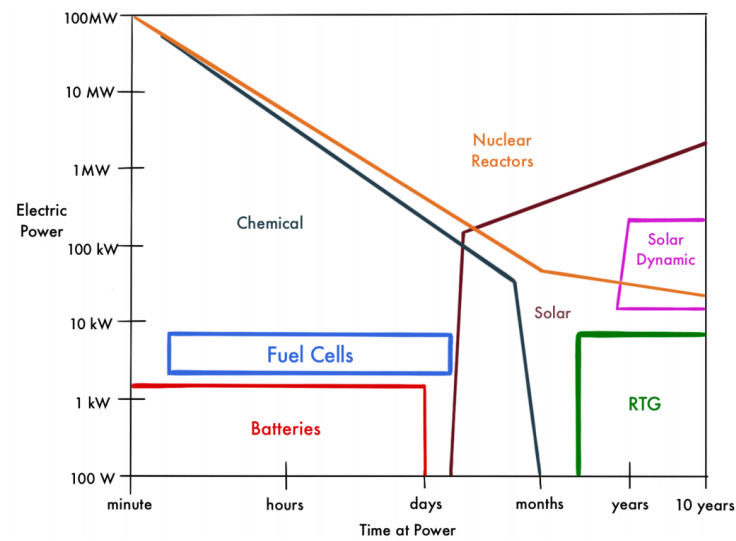 100MW
10 MW
1MW
Electric
Power
100 kW
10 kW
1 kW
100 W
Nuclear
Reactors
Chemical
Solar
Dynamic
Solar
Fuel Cells
RTG
Batteries
minute
hours
days
months
years
10 years
Time at Power